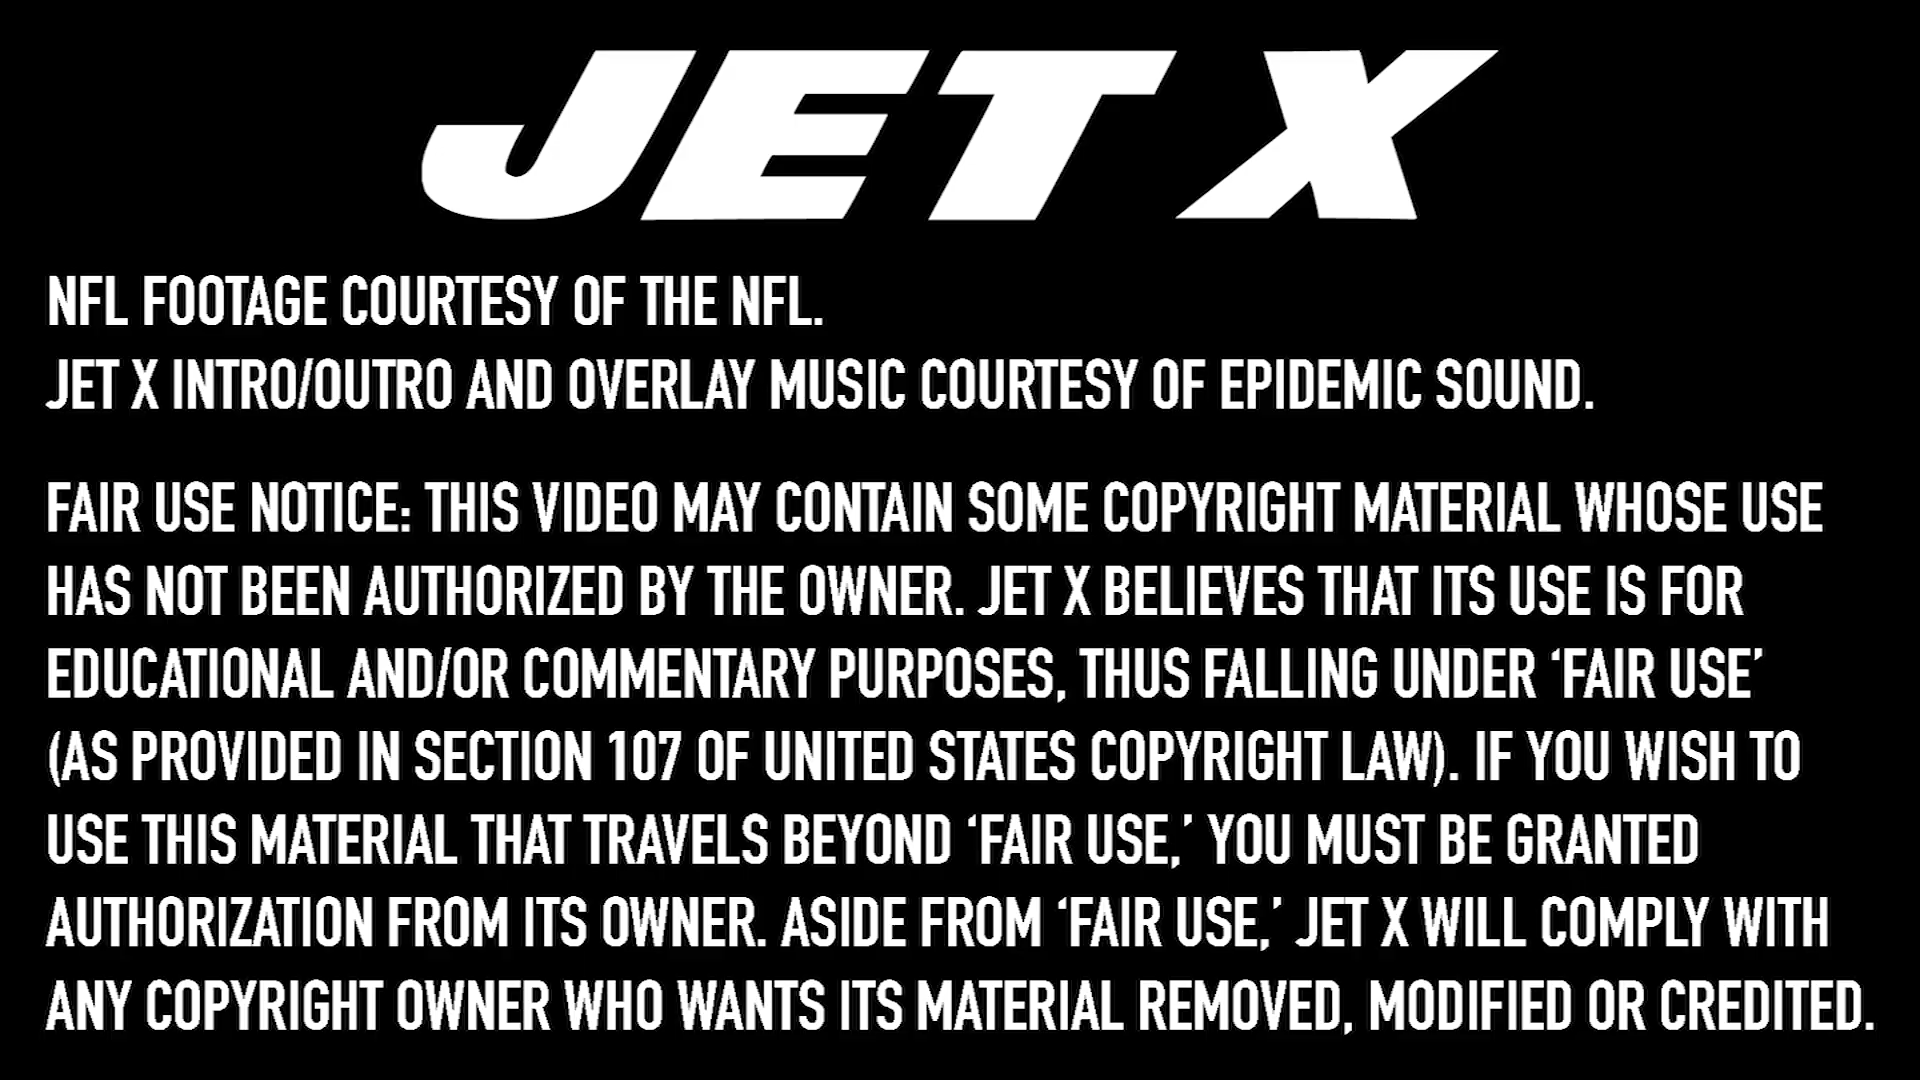 JET X
NFL FOOTAGE COURTESY OF THE NFL.
JET X INTRO/OUTRO AND OVERLAY MUSIC COURTESY OF EPIDEMIC SOUND.
FAIR USE NOTICE: THIS VIDEO MAY CONTAIN SOME COPYRIGHT MATERIAL WHOSE USE
HAS NOT BEEN AUTHORIZED BY THE OWNER. JET X BELIEVES THAT ITS USE IS FOR
EDUCATIONAL AND/OR COMMENTARY PURPOSES, THUS FALLING UNDER ‘FAIR USE’
(AS PROVIDED IN SECTION 107 OF UNITED STATES COPYRIGHT LAW). IF YOU WISH TO
USE THIS MATERIAL THAT TRAVELS BEYOND ‘FAIR USE,’ YOU MUST BE GRANTED
AUTHORIZATION FROM ITS OWNER. ASIDE FROM ‘FAIR USE,’ JET X WILL COMPLY WITH
ANY COPYRIGHT OWNER WHO WANTS ITS MATERIAL REMOVED, MODIFIED OR CREDITED.